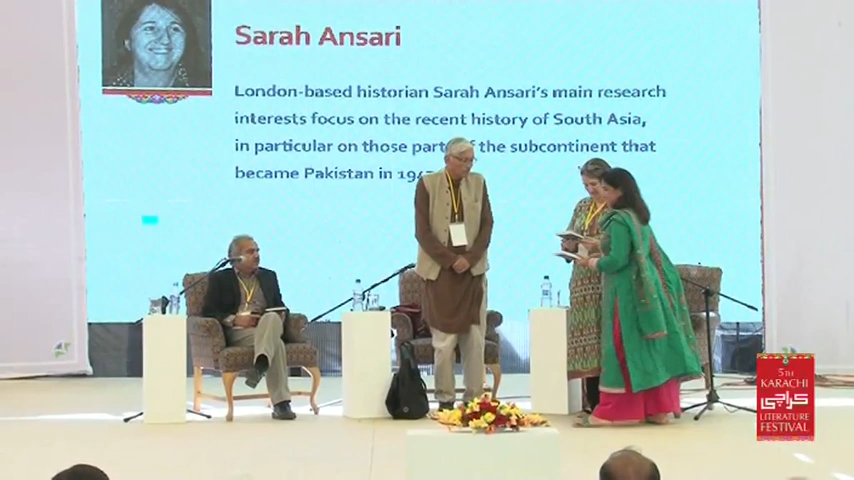 Sarah Ansari
London-based historian Sarah Ansari's main research
interests focus on the recent history of South Asia,
in particular on those of the subcontinent that
became Pakistan in
5TH
KARACHI
کراچی
LITERATURE
FESTIVAL